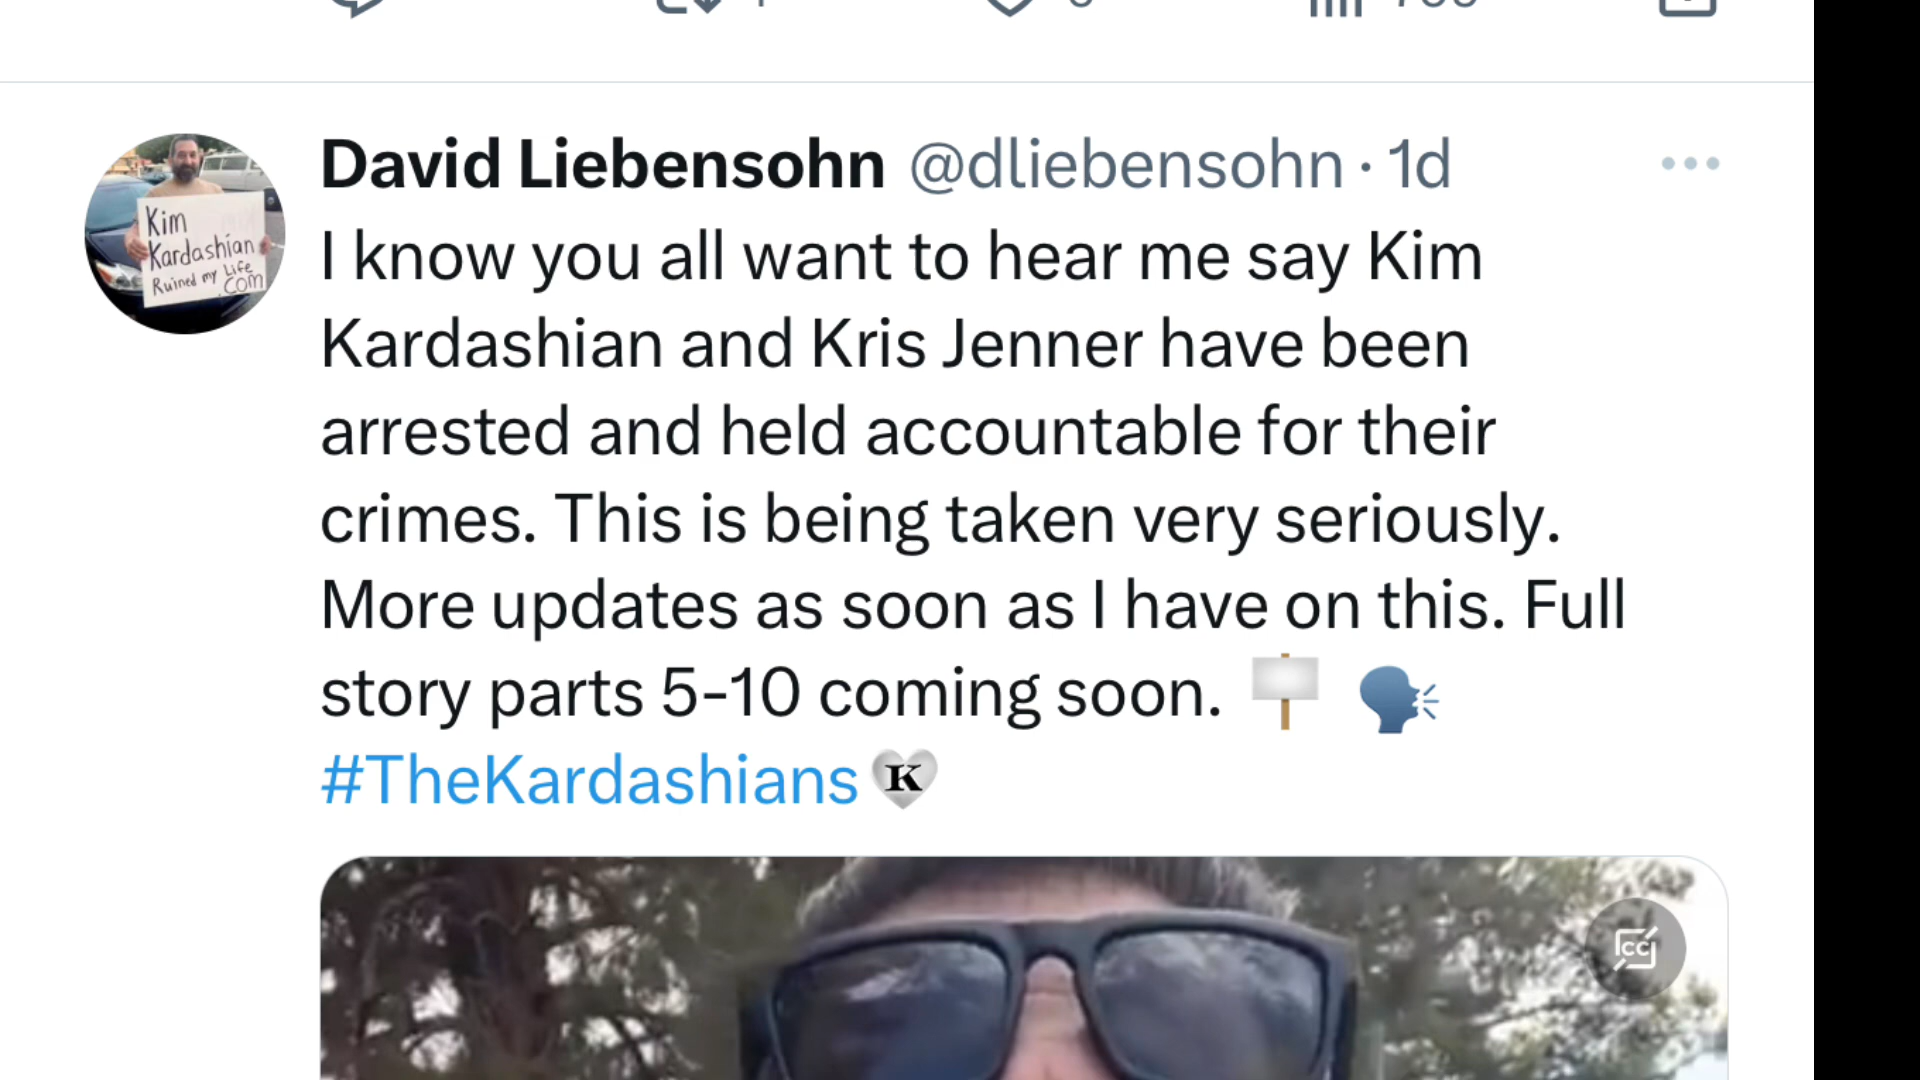 David Liebensohn @dliebensohn · 1d
Kim
Kardashian
Ruined my Life
.com
I know you all want to hear me say Kim
Kardashian and Kris Jenner have been
arrested and held accountable for their
crimes. This is being taken very seriously.
More updates as soon as I have on this. Full
story parts 5-10 coming soon.
#TheKardashians K
CC